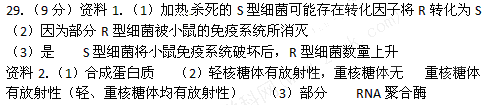 29.（9 分）资料 1.（1）加热杀死的 S 型细菌可能存在转化因子将 R 转化为 S
（2）因为部分 R 型细菌被小鼠的免疫系统所消灭
（3）是 S 型细菌将小鼠免疫系统破坏后，R 型细菌数量上升
资料 2.（1）合成蛋白质 （2）轻核糖体有放射性，重核糖体无 重核糖体
有放射性（轻、重核糖体均有放射性） （3）部分 RNA 聚合酶